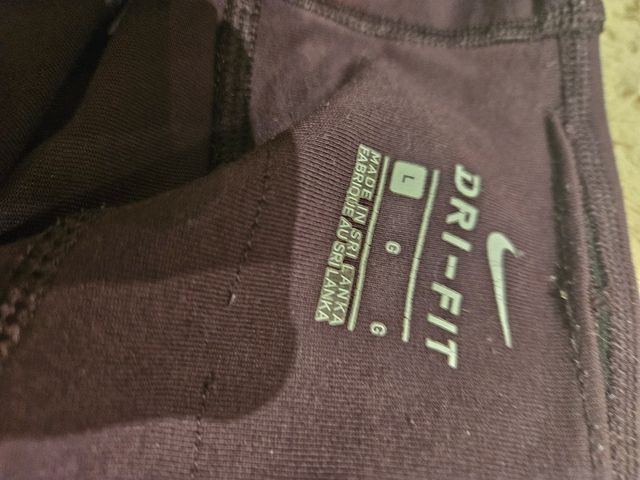 DRI-FIT
L G G
MADE IN SRI LANKA
FABRIQUE AU SRI LANKA